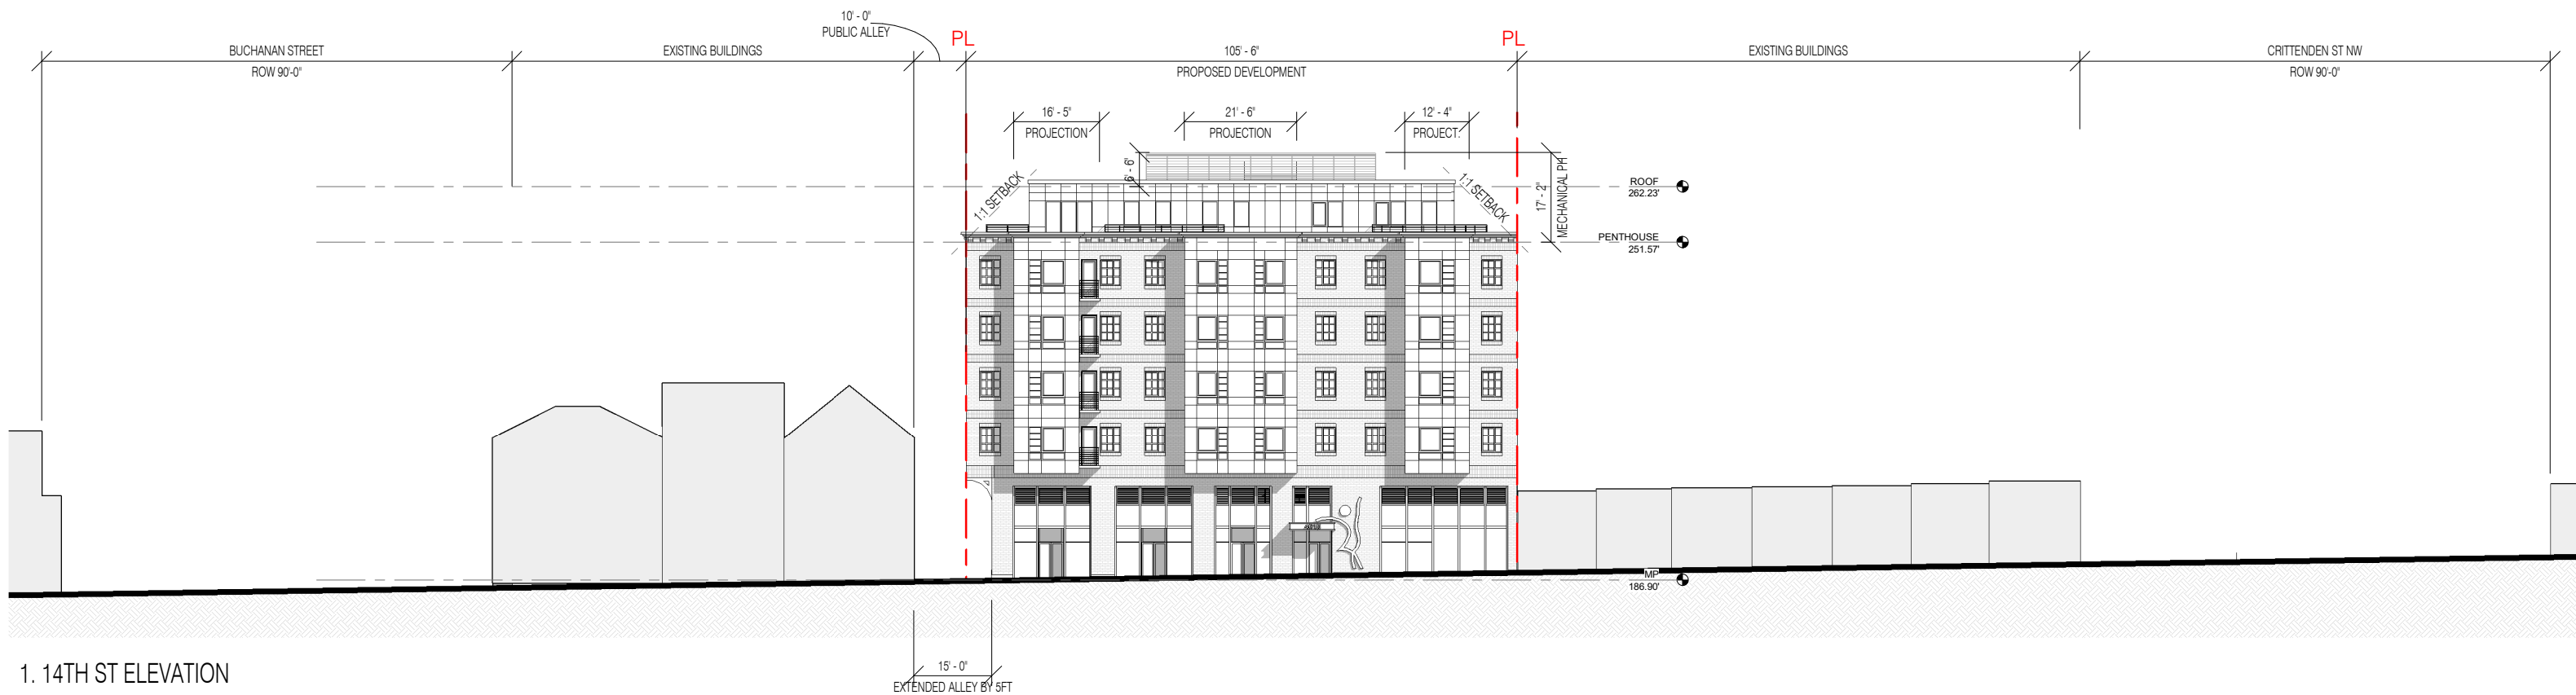 10' - 0"
PUBLIC ALLEY
PL
PL
BUCHANAN STREET
EXISTING BUILDINGS
105' - 6"
EXISTING BUILDINGS
CRITTENDEN ST NW
ROW 90'-0"
PROPOSED DEVELOPMENT
ROW 90'-0"
16' - 5"
21' - 6"
12' - 4"
PROJECTION
PROJECTION
PROJECT.
6' - 6"
1:1 SETBACK
1:1 SETBACK
17' - 2"
MECHANICAL PH
ROOF
262.23'
PENTHOUSE
251.57'
MP
186.90'
15' - 0"
EXTENDED ALLEY BY 5FT
1. 14TH ST ELEVATION